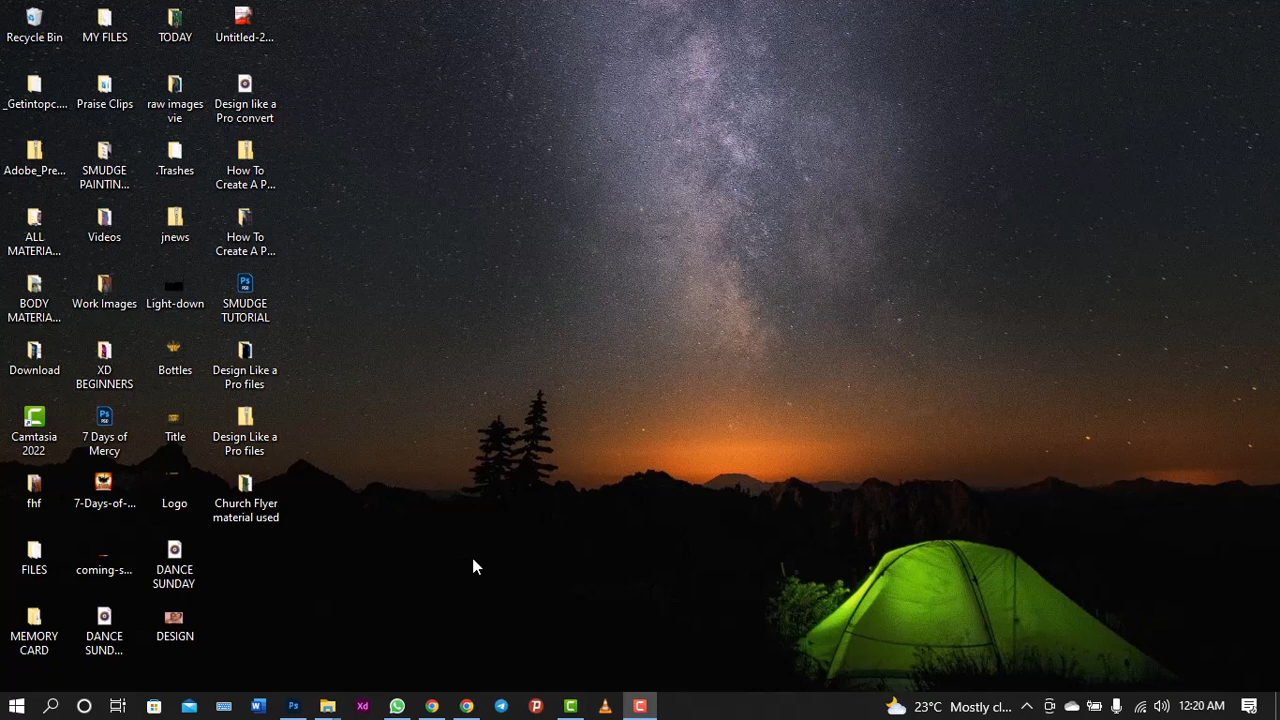 Recycle Bin
MY FILES
TODAY
Untitled-2...
_Getintopc....
Praise Clips
raw images
vie
Design like a
Pro convert
Adobe_Pre...
SMUDGE
PAINTIN...
.Trashes
How To
Create A P...
ALL
MATERIA...
Videos
jnews
How To
Create A P...
BODY
MATERIA...
Work Images
Light-down
SMUDGE
TUTORIAL
Download
XD
BEGINNERS
Bottles
Design Like a
Pro files
Camtasia
2022
7 Days of
Mercy
Title
Design Like a
Pro files
fhf
7-Days-of-...
Logo
Church Flyer
material used
FILES
coming-s...
DANCE
SUNDAY
MEMORY
CARD
DANCE
SUND...
DESIGN
23°C Mostly cl...
12:20 AM